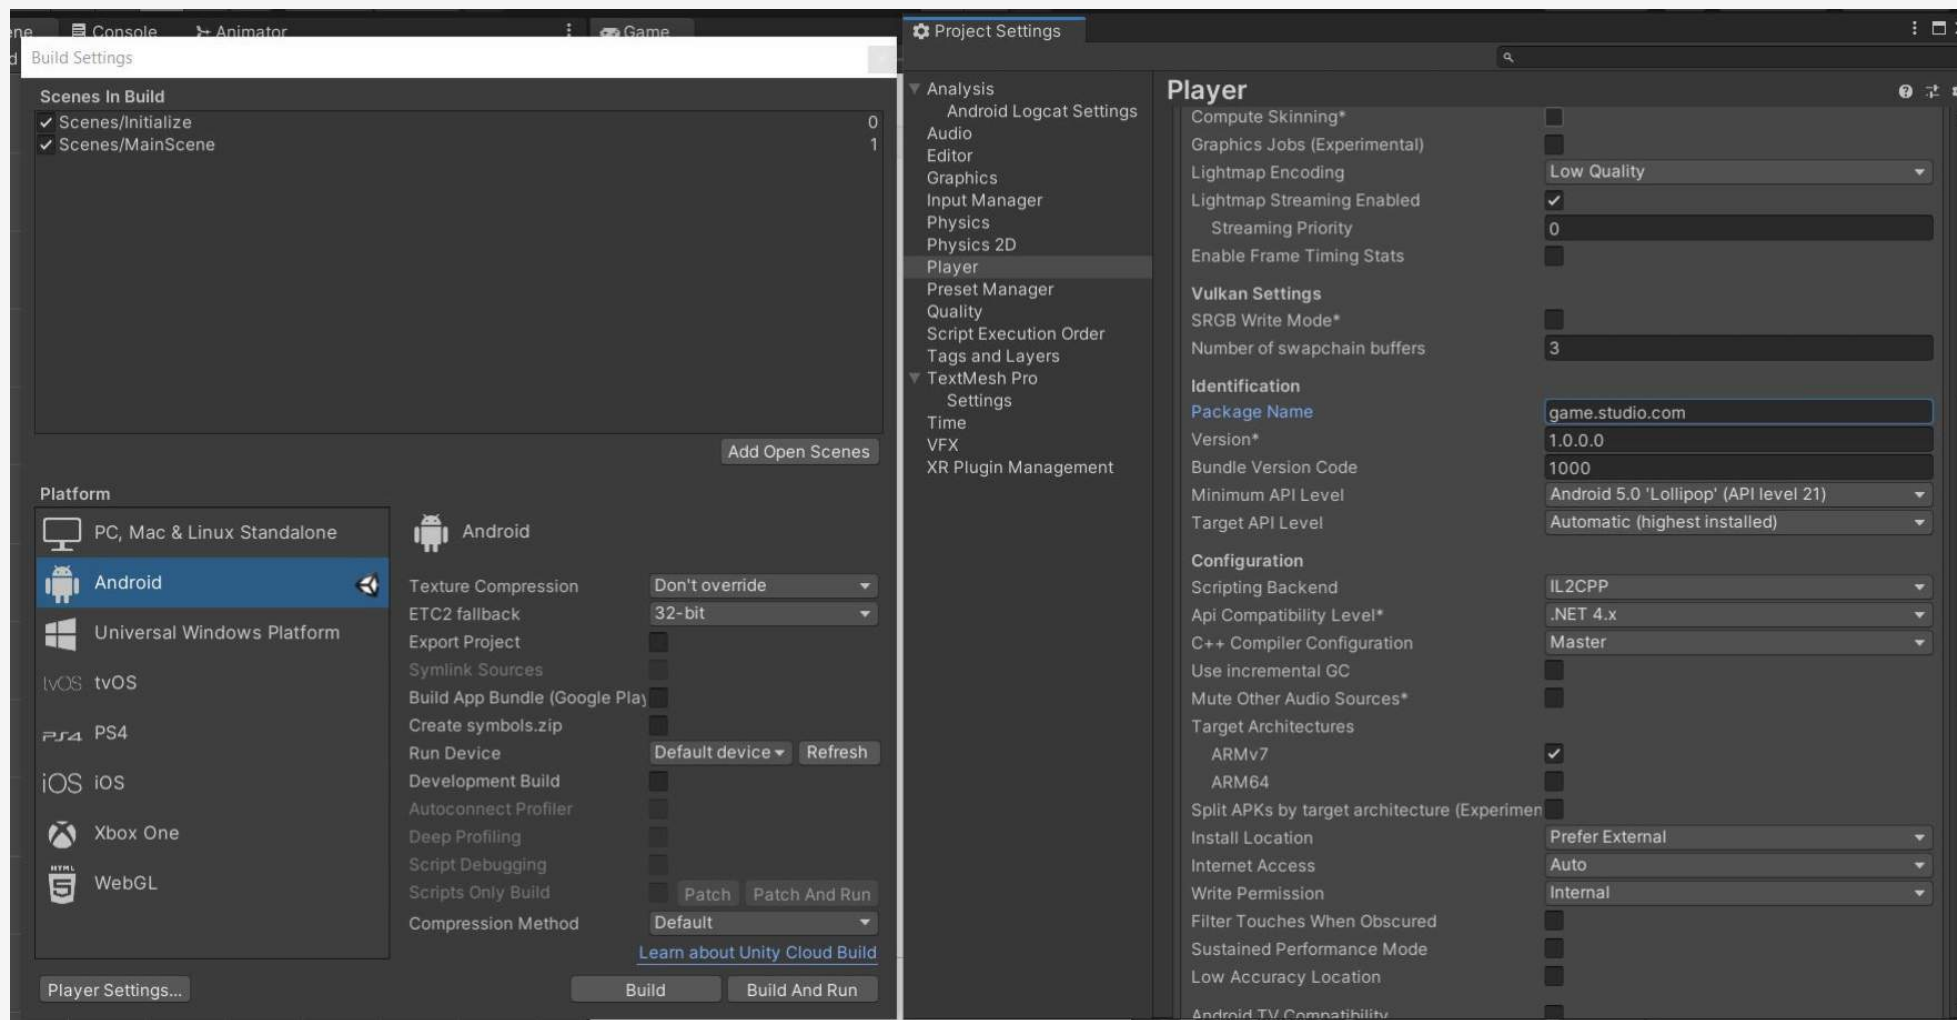 Console
Animator
Game
Build Settings
Scenes In Build
Scenes/Initialize 0
Scenes/MainScene 1
Add Open Scenes
Platform
PC, Mac & Linux Standalone
Android
Universal Windows Platform
tvOS tvOS
PS4 PS4
iOS iOS
Xbox One
HTML 5 WebGL
Android
Texture Compression Don't override
ETC2 fallback 32-bit
Export Project
Symlink Sources
Build App Bundle (Google Play
Create symbols.zip
Run Device Default device Refresh
Development Build
Autoconnect Profiler
Deep Profiling
Script Debugging
Scripts Only Build Patch Patch And Run
Compression Method Default
Learn about Unity Cloud Build
Player Settings... Build Build And Run
Project Settings
Analysis
Android Logcat Settings
Audio
Editor
Graphics
Input Manager
Physics
Physics 2D
Player
Preset Manager
Quality
Script Execution Order
Tags and Layers
TextMesh Pro
Settings
Time
VFX
XR Plugin Management
Player
Compute Skinning*
Graphics Jobs (Experimental)
Lightmap Encoding Low Quality
Lightmap Streaming Enabled
Streaming Priority 0
Enable Frame Timing Stats
Vulkan Settings
SRGB Write Mode*
Number of swapchain buffers 3
Identification
Package Name game.studio.com
Version* 1.0.0.0
Bundle Version Code 1000
Minimum API Level Android 5.0 'Lollipop' (API level 21)
Target API Level Automatic (highest installed)
Configuration
Scripting Backend IL2CPP
Api Compatibility Level* .NET 4.x
C++ Compiler Configuration Master
Use incremental GC
Mute Other Audio Sources*
Target Architectures
ARMv7
ARM64
Split APKs by target architecture (Experimen
Install Location Prefer External
Internet Access Auto
Write Permission Internal
Filter Touches When Obscured
Sustained Performance Mode
Low Accuracy Location
Android TV Compatibility